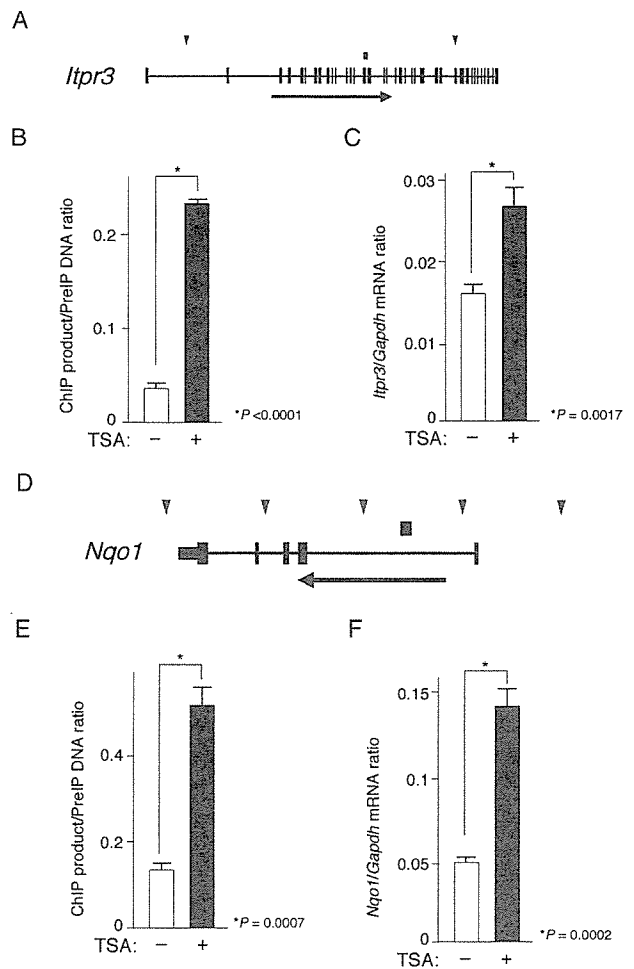 A
Itpr3
B
C
*
*
ChIP product/PreIP DNA ratio
0.2
0.1
0
Itpr3/Gapdh mRNA ratio
0.03
0.02
0.01
0
*P <0.0001
*P = 0.0017
TSA: − +
TSA: − +
D
Nqo1
E
F
*
*
ChIP product/PreIP DNA ratio
0.4
0.2
0
Nqo1/Gapdh mRNA ratio
0.15
0.1
0.05
0
*P = 0.0007
*P = 0.0002
TSA: − +
TSA: − +